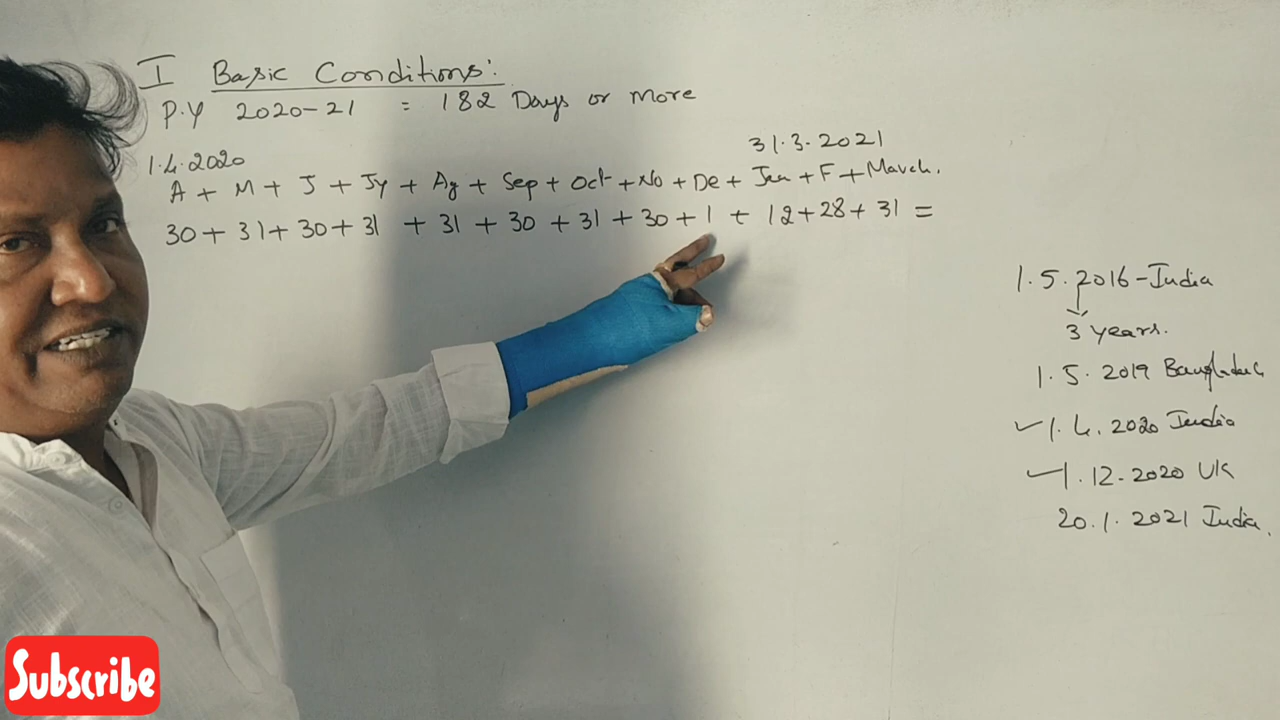 I Basic Conditions:
P.Y 2020-21 = 182 Days or More
1.4.2020
31.3.2021
A + M + J + Jy + Ag + Sep + Oct + No + De + Jan + F + March.
30 + 31 + 30 + 31 + 31 + 30 + 31 + 30 + 1 + 12 + 28 + 31 =
1.5.2016-India
3 years.
1.5.2019 Bangladesh
✓1.4.2020 India
✓1.12.2020 UK
20.1.2021 India.
Subscribe